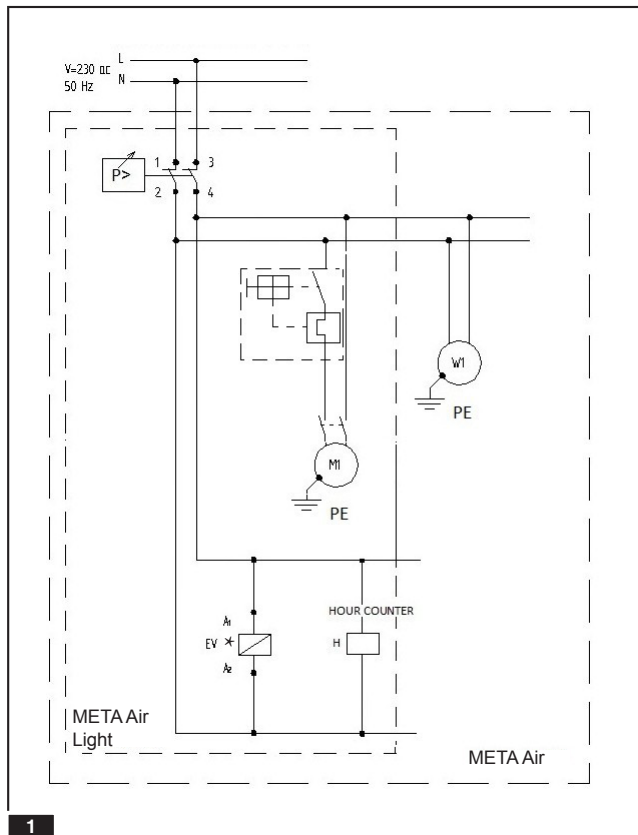 L
V=230 ac
N
50 Hz
1
3
P>
2
4
W1
PE
M1
PE
HOUR COUNTER
A1
EV
H
A2
META Air
Light
META Air
1